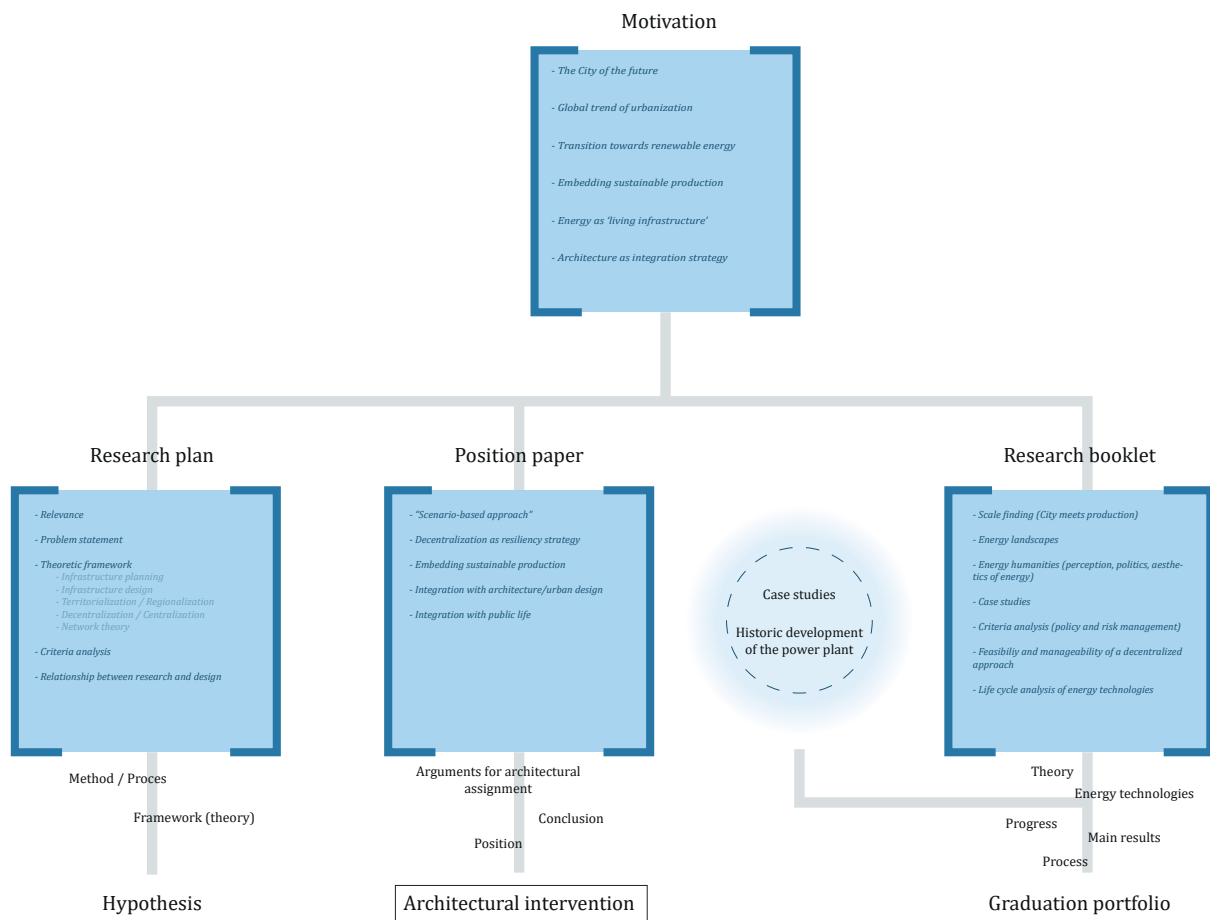 Motivation
- The City of the future
- Global trend of urbanization
- Transition towards renewable energy
- Embedding sustainable production
- Energy as ‘living infrastructure’
- Architecture as integration strategy
Research plan
- Relevance
- Problem statement
- Theoretic framework
- Infrastructure planning
- Infrastructure design
- Territorialization / Regionalization
- Decentralization / Centralization
- Network theory
- Criteria analysis
- Relationship between research and design
Method / Proces
Framework (theory)
Hypothesis
Position paper
- "Scenario-based approach"
- Decentralization as resiliency strategy
- Embedding sustainable production
- Integration with architecture/urban design
- Integration with public life
Arguments for architectural
assignment
Conclusion
Position
Architectural intervention
Case studies
Historic development
of the power plant
Research booklet
- Scale finding (City meets production)
- Energy landscapes
- Energy humanities (perception, politics, aesthe-
tics of energy)
- Case studies
- Criteria analysis (policy and risk management)
- Feasibiliy and manageability of a decentralized
approach
- Life cycle analysis of energy technologies
Theory
Energy technologies
Progress
Main results
Process
Graduation portfolio